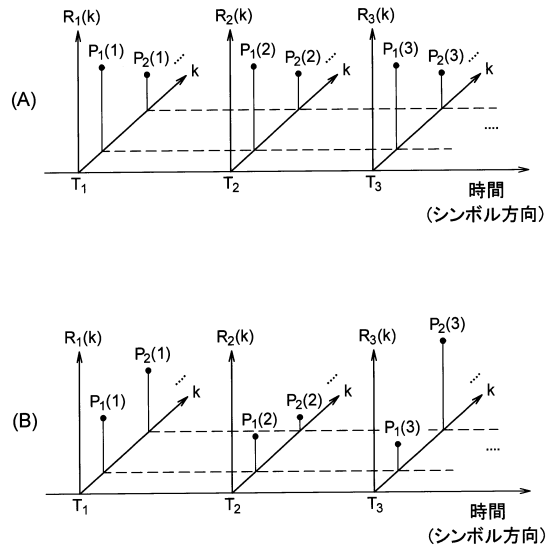 R1(k) R2(k) R3(k)
P1(1) P2(1) .... P1(2) P2(2) .... P1(3) P2(3) ....
k k k
(A)
....
T1 T2 T3
時間
(シンボル方向)
R1(k) R2(k) R3(k)
P2(3)
P2(1) .... .... ....
k k k
P1(1) P1(2) P2(2) P1(3)
(B)
....
T1 T2 T3
時間
(シンボル方向)